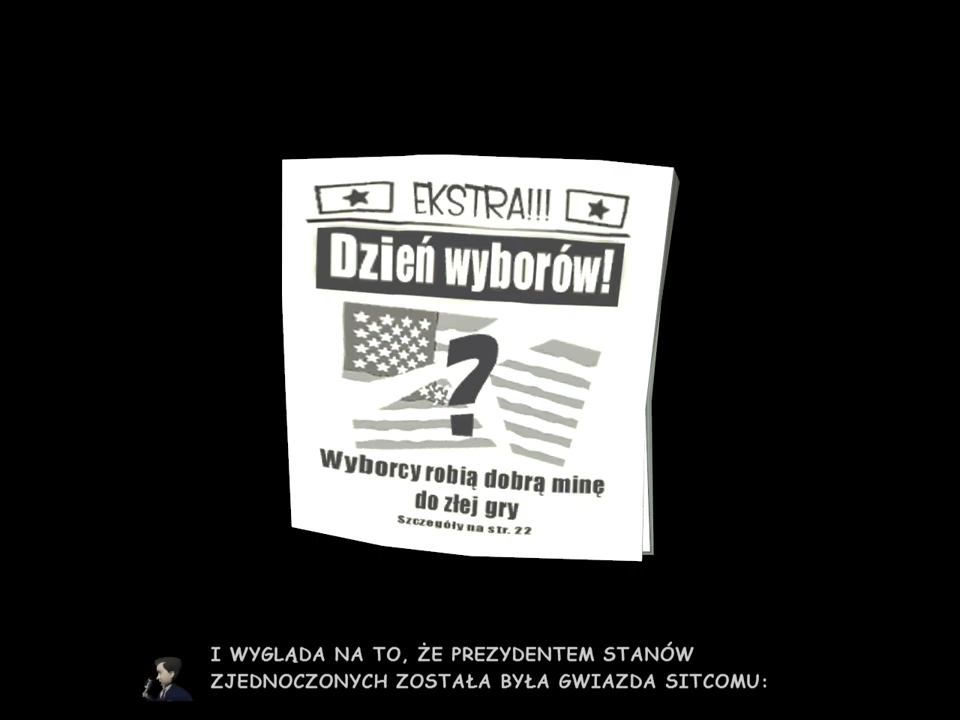 EKSTRA!!!
Dzień wyborów!
?
Wyborcy robią dobrą minę
do złej gry
Szczegóły na str. 22
I WYGLĄDA NA TO, ŻE PREZYDENTEM STANÓW
ZJEDNOCZONYCH ZOSTAŁA BYŁA GWIAZDA SITCOMU: